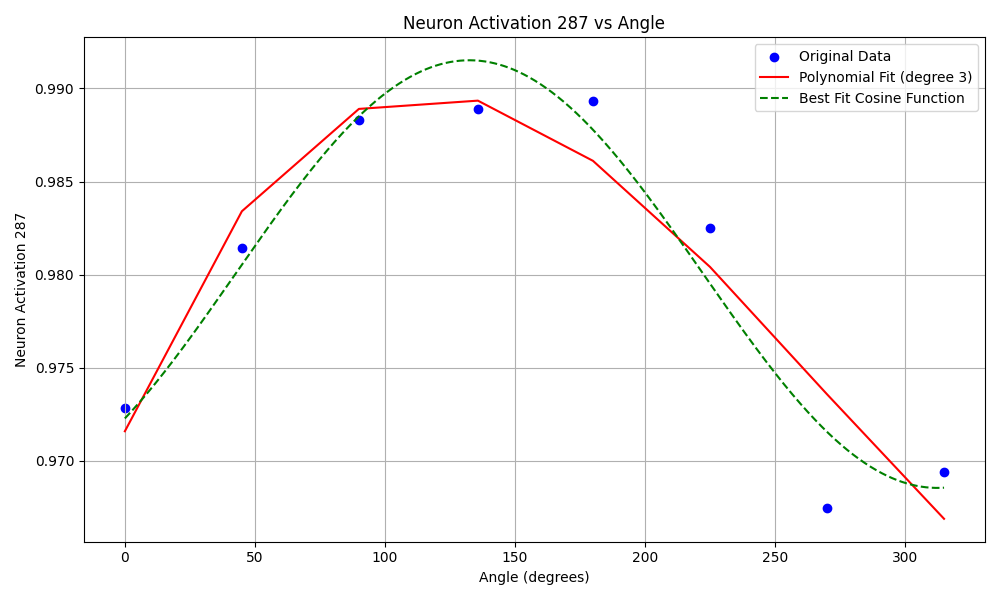 Neuron Activation 287 vs Angle
Original Data
Polynomial Fit (degree 3)
Best Fit Cosine Function
Neuron Activation 287
0.990
0.985
0.980
0.975
0.970
0
50
100
150
200
250
300
Angle (degrees)